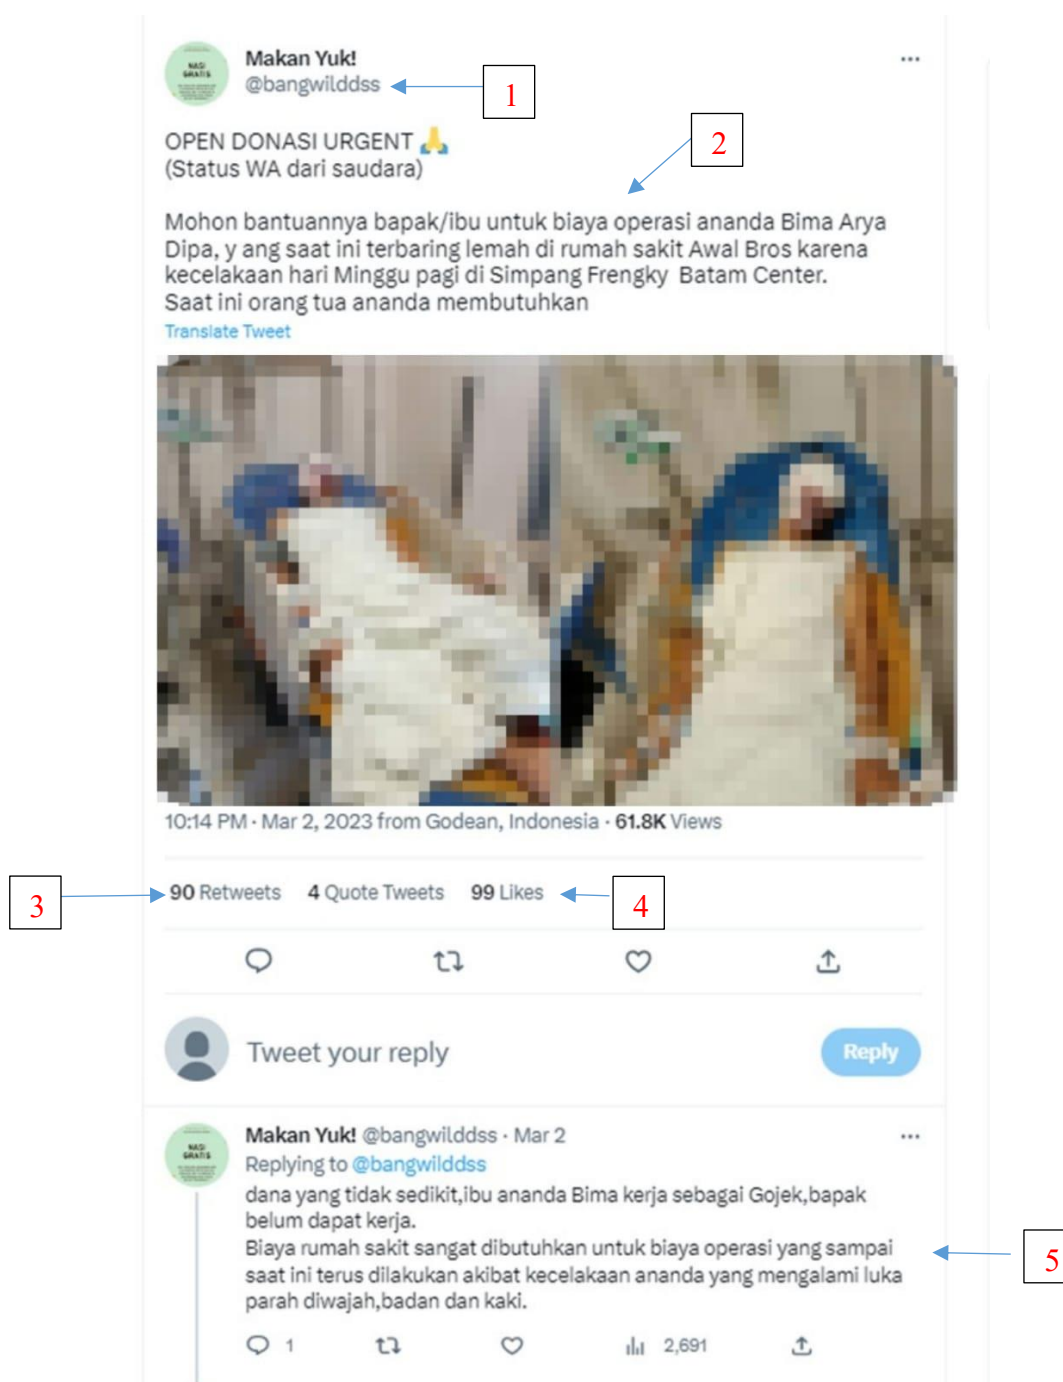 Makan Yuk!
@bangwilddss
1
OPEN DONASI URGENT 🙏
(Status WA dari saudara)
2
Mohon bantuannya bapak/ibu untuk biaya operasi ananda Bima Arya
Dipa, y ang saat ini terbaring lemah di rumah sakit Awal Bros karena
kecelakaan hari Minggu pagi di Simpang Frengky Batam Center.
Saat ini orang tua ananda membutuhkan
Translate Tweet
10:14 PM · Mar 2, 2023 from Godean, Indonesia · 61.8K Views
3
90 Retweets 4 Quote Tweets 99 Likes
4
Tweet your reply
Reply
NASI
GRATIS
Makan Yuk! @bangwilddss · Mar 2
Replying to @bangwilddss
dana yang tidak sedikit,ibu ananda Bima kerja sebagai Gojek,bapak
belum dapat kerja.
Biaya rumah sakit sangat dibutuhkan untuk biaya operasi yang sampai
saat ini terus dilakukan akibat kecelakaan ananda yang mengalami luka
parah diwajah,badan dan kaki.
5
1
2,691